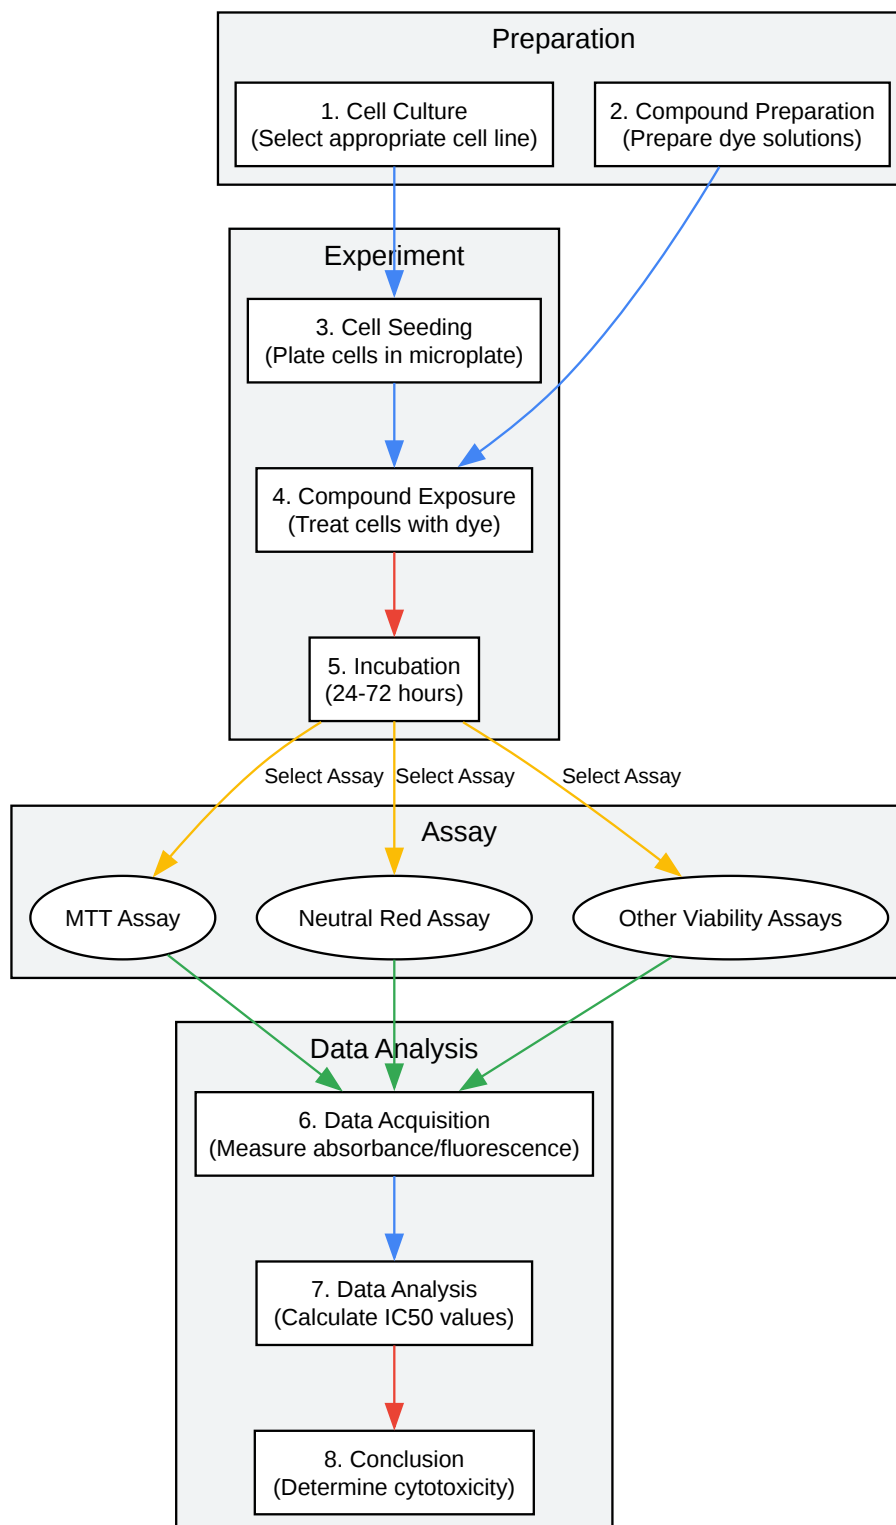 Preparation
1. Cell Culture
(Select appropriate cell line)
2. Compound Preparation
(Prepare dye solutions)
Experiment
3. Cell Seeding
(Plate cells in microplate)
4. Compound Exposure
(Treat cells with dye)
5. Incubation
(24-72 hours)
Select Assay
Select Assay
Select Assay
Assay
MTT Assay
Neutral Red Assay
Other Viability Assays
Data Analysis
6. Data Acquisition
(Measure absorbance/fluorescence)
7. Data Analysis
(Calculate IC50 values)
8. Conclusion
(Determine cytotoxicity)